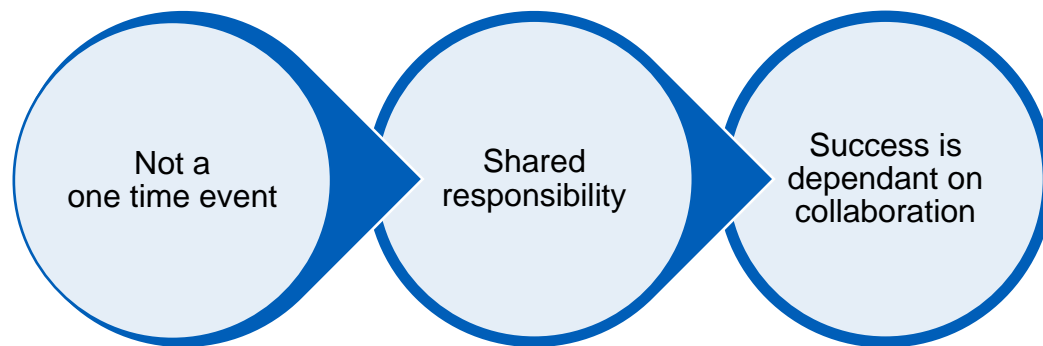 Not a
one time event
Shared
responsibility
Success is
dependant on
collaboration